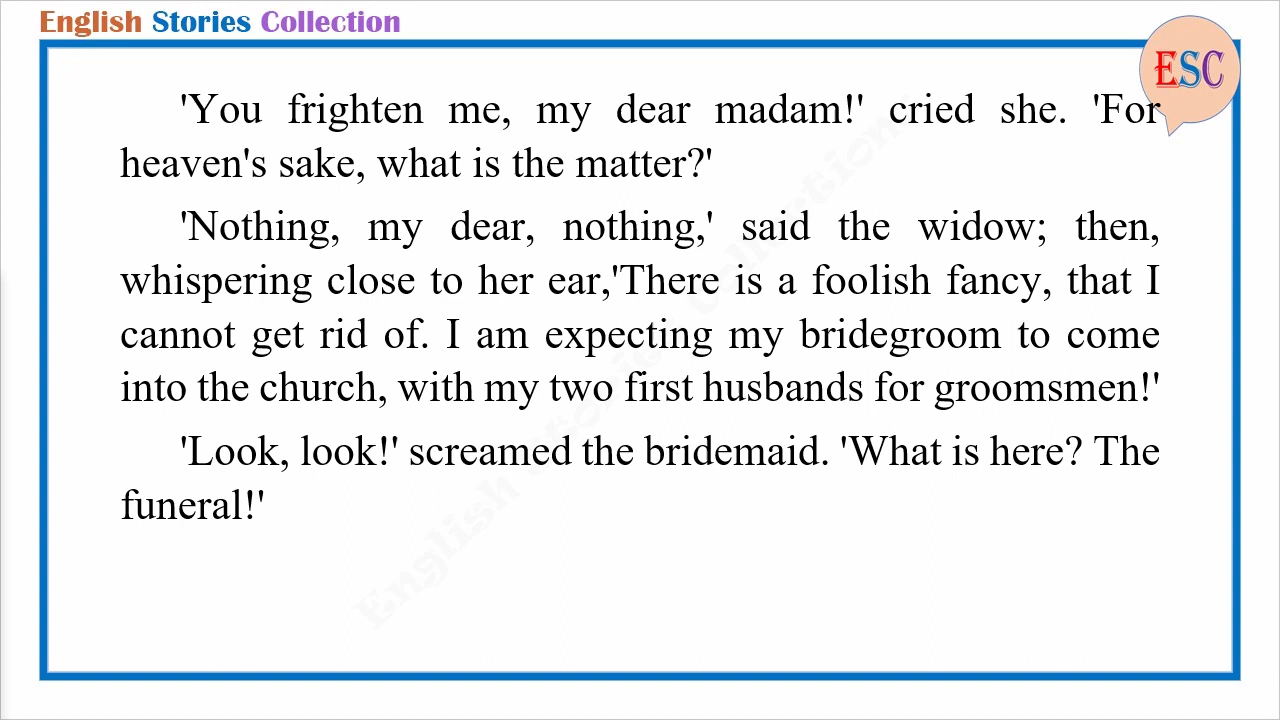 English Stories Collection
ESC
'You frighten me, my dear madam!' cried she. 'For
heaven's sake, what is the matter?'
'Nothing, my dear, nothing,' said the widow; then,
whispering close to her ear,'There is a foolish fancy, that I
cannot get rid of. I am expecting my bridegroom to come
into the church, with my two first husbands for groomsmen!'
'Look, look!' screamed the bridemaid. 'What is here? The
funeral!'
English Stories Collection